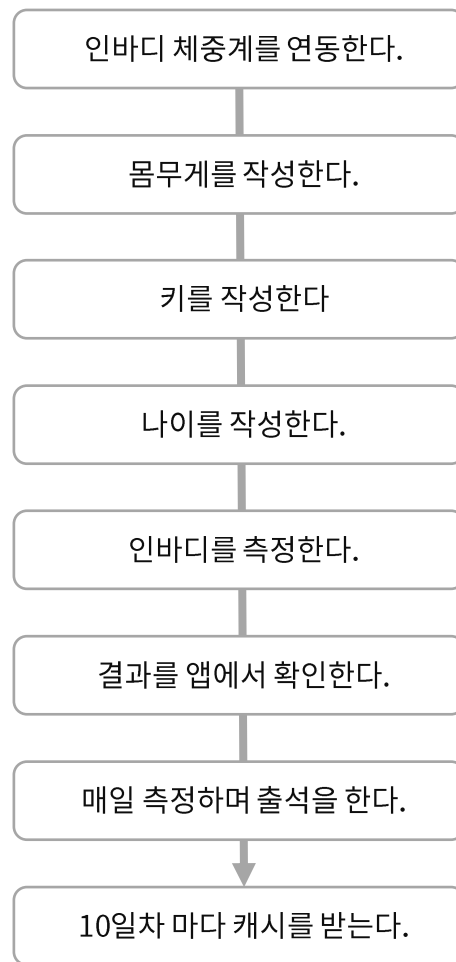 인바디 체중계를 연동한다.
몸무게를 작성한다.
키를 작성한다
나이를 작성한다.
인바디를 측정한다.
결과를 앱에서 확인한다.
매일 측정하며 출석을 한다.
10일차 마다 캐시를 받는다.